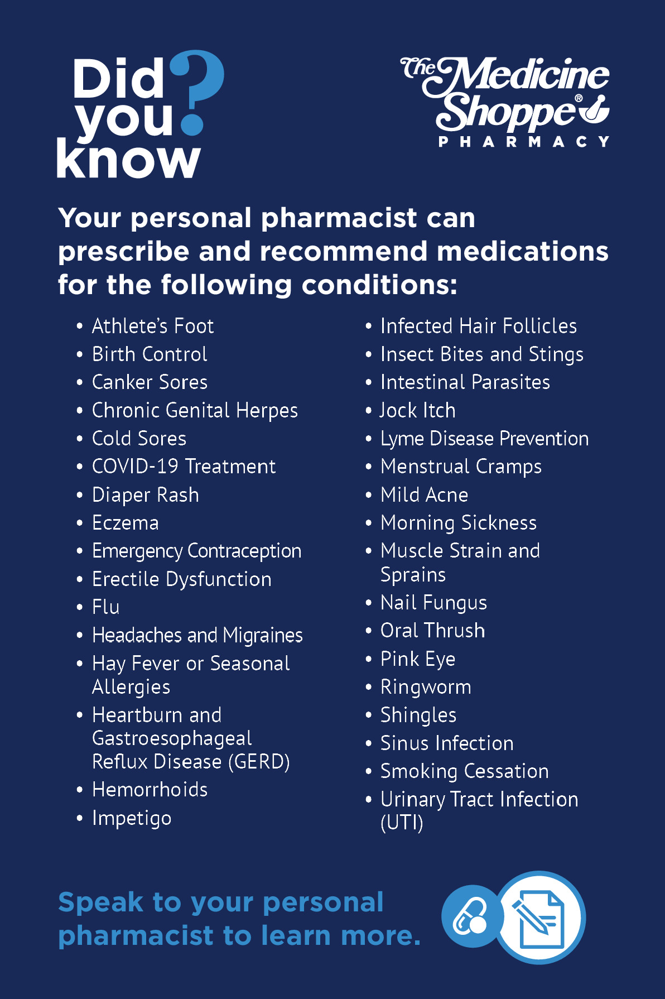 Did
you?
know
The Medicine
Shoppe®
PHARMACY
Your personal pharmacist can
prescribe and recommend medications
for the following conditions:
• Athlete’s Foot
• Birth Control
• Canker Sores
• Chronic Genital Herpes
• Cold Sores
• COVID-19 Treatment
• Diaper Rash
• Eczema
• Emergency Contraception
• Erectile Dysfunction
• Flu
• Headaches and Migraines
• Hay Fever or Seasonal
Allergies
• Heartburn and
Gastroesophageal
Reflux Disease (GERD)
• Hemorrhoids
• Impetigo
• Infected Hair Follicles
• Insect Bites and Stings
• Intestinal Parasites
• Jock Itch
• Lyme Disease Prevention
• Menstrual Cramps
• Mild Acne
• Morning Sickness
• Muscle Strain and
Sprains
• Nail Fungus
• Oral Thrush
• Pink Eye
• Ringworm
• Shingles
• Sinus Infection
• Smoking Cessation
• Urinary Tract Infection
(UTI)
Speak to your personal
pharmacist to learn more.